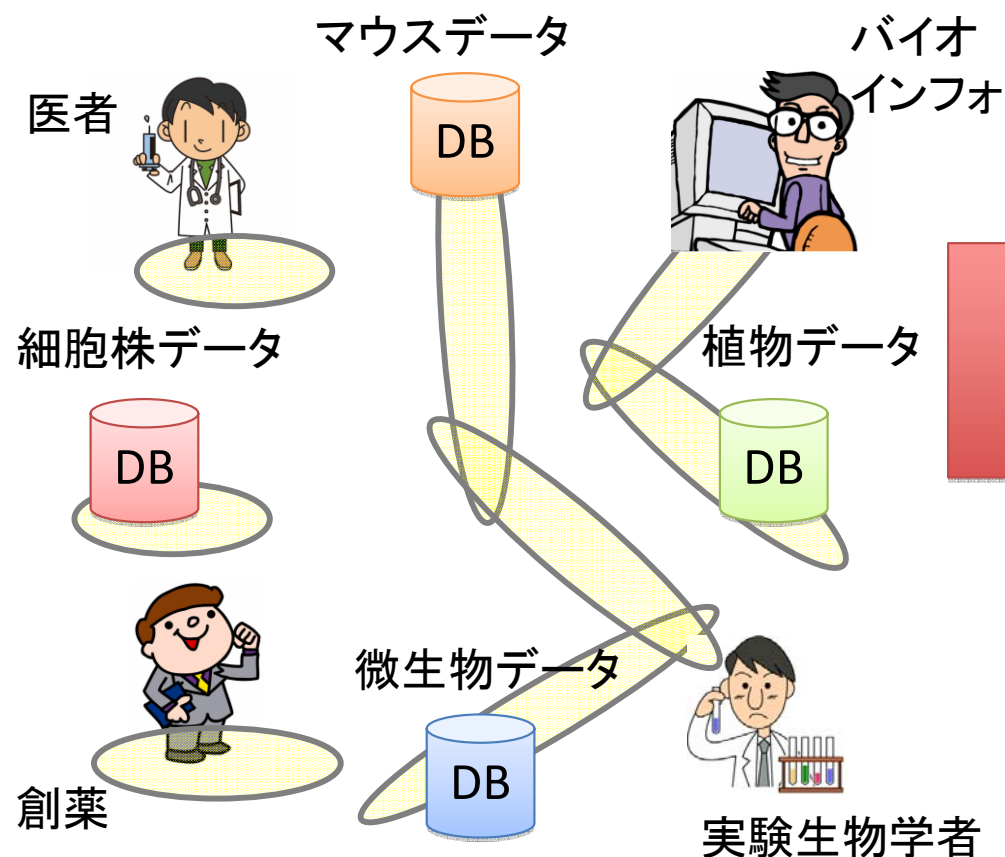 マウスデータ
バイオ
インフォ
医者
DB
細胞株データ
植物データ
DB
DB
微生物データ
DB
創薬
実験生物学者